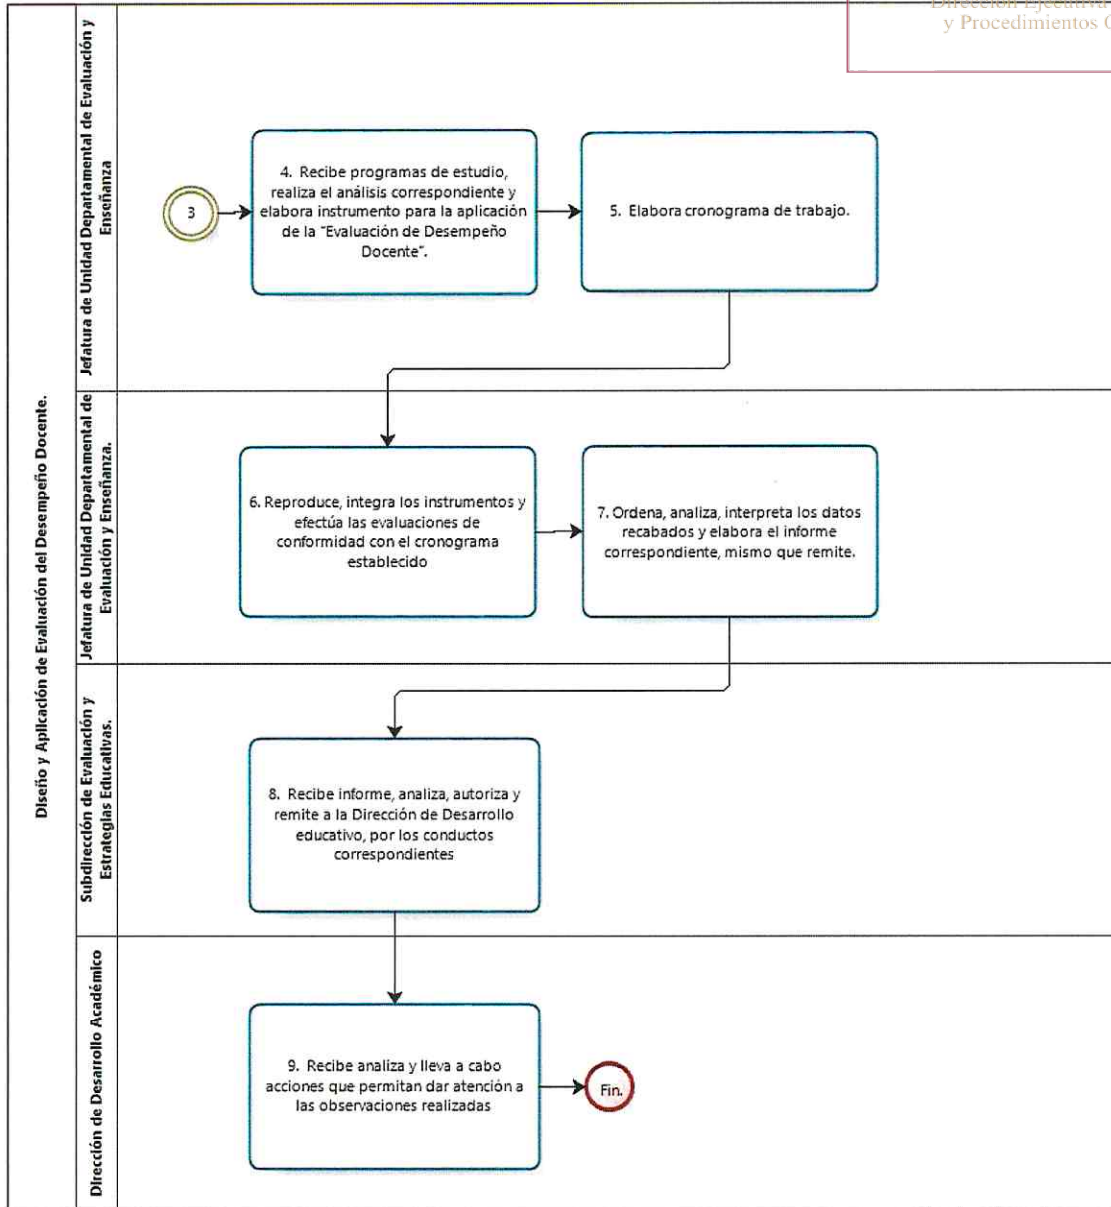 Dirección Ejecutiva
y Procedimientos
Diseño y Aplicación de Evaluación del Desempeño Docente.
Jefatura de Unidad Departamental de Evaluación y
Enseñanza
3
4. Recibe programas de estudio,
realiza el análisis correspondiente y
elabora instrumento para la aplicación
de la "Evaluación de Desempeño
Docente".
5. Elabora cronograma de trabajo.
Jefatura de Unidad Departamental de
Evaluación y Enseñanza.
6. Reproduce, integra los instrumentos y
efectúa las evaluaciones de
conformidad con el cronograma
establecido
7. Ordena, analiza, interpreta los datos
recabados y elabora el informe
correspondiente, mismo que remite.
Subdirección de Evaluación y
Estrategias Educativas.
8. Recibe informe, analiza, autoriza y
remite a la Dirección de Desarrollo
educativo, por los conductos
correspondientes
Dirección de Desarrollo Académico
9. Recibe analiza y lleva a cabo
acciones que permitan dar atención a
las observaciones realizadas
Fin.